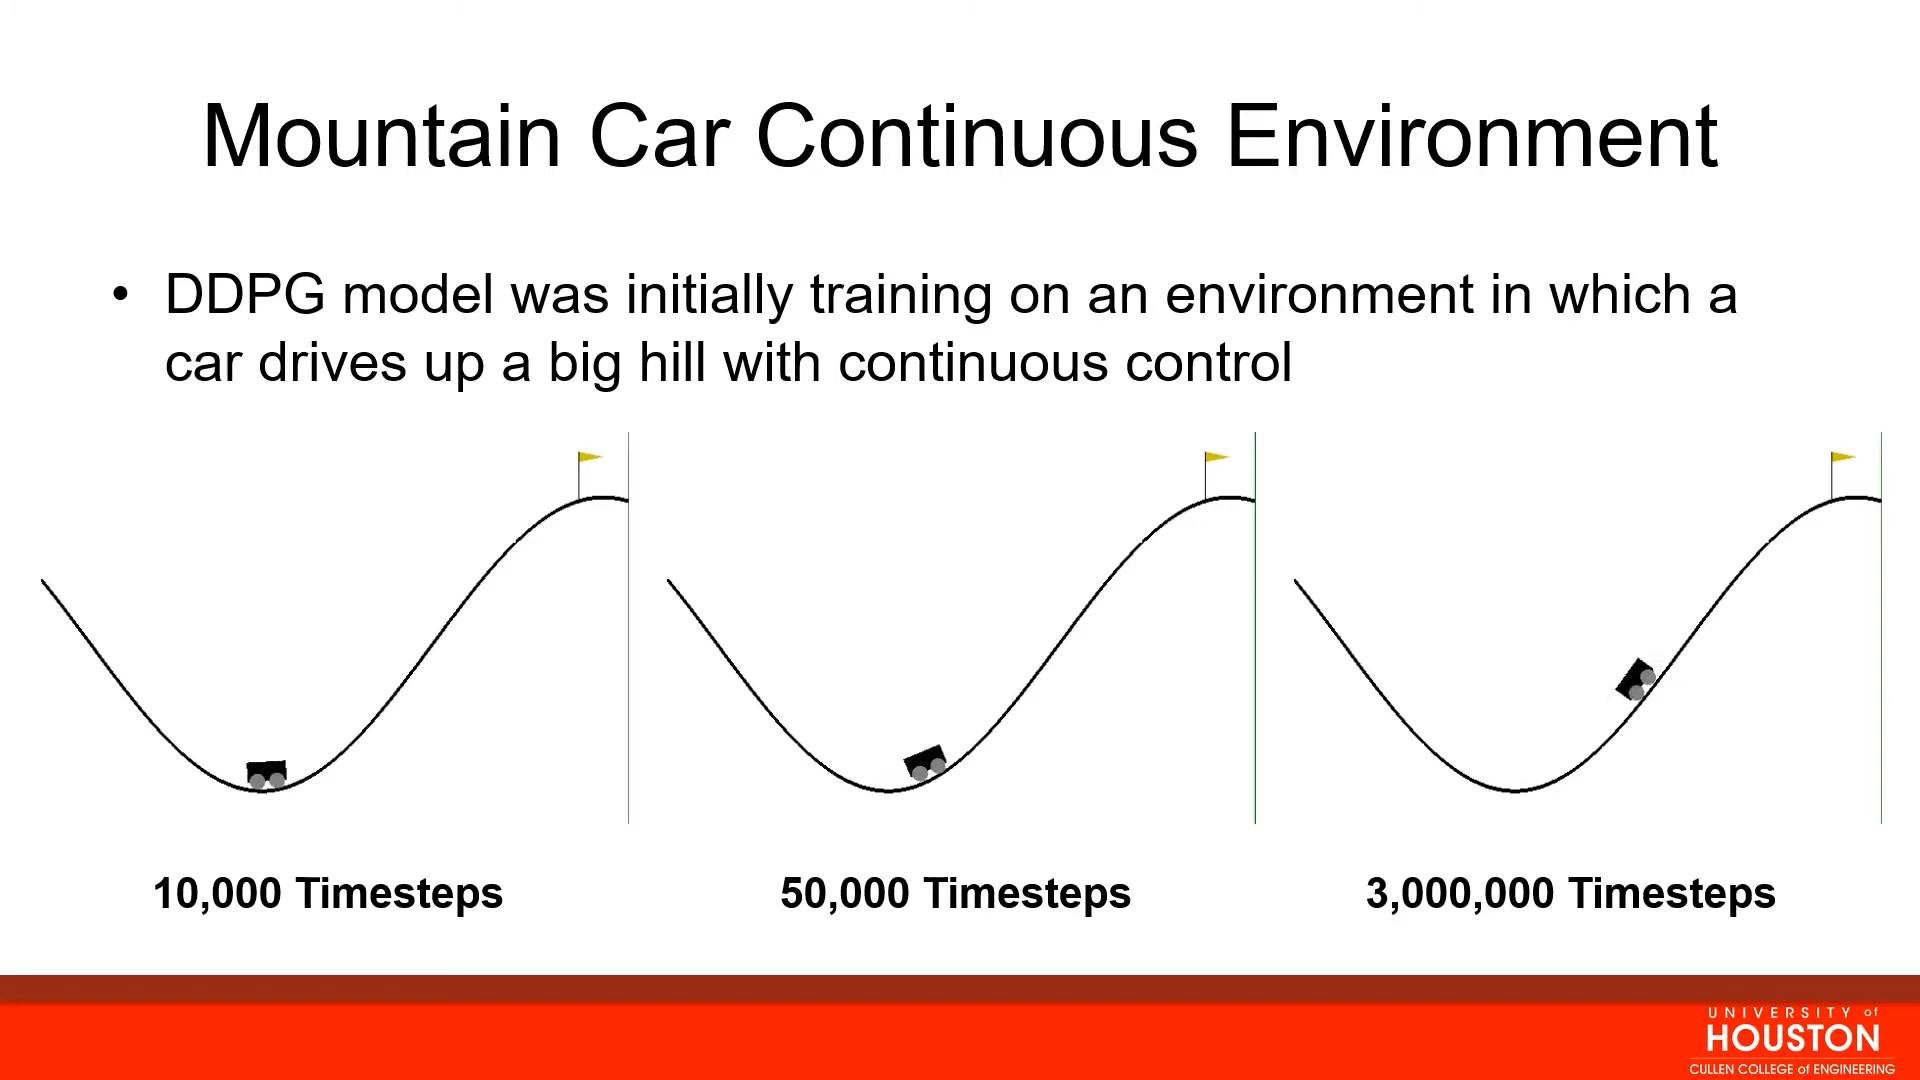 Mountain Car Continuous Environment
• DDPG model was initially training on an environment in which a
car drives up a big hill with continuous control
10,000 Timesteps
50,000 Timesteps
3,000,000 Timesteps
UNIVERSITY of
HOUSTON
CULLEN COLLEGE of ENGINEERING